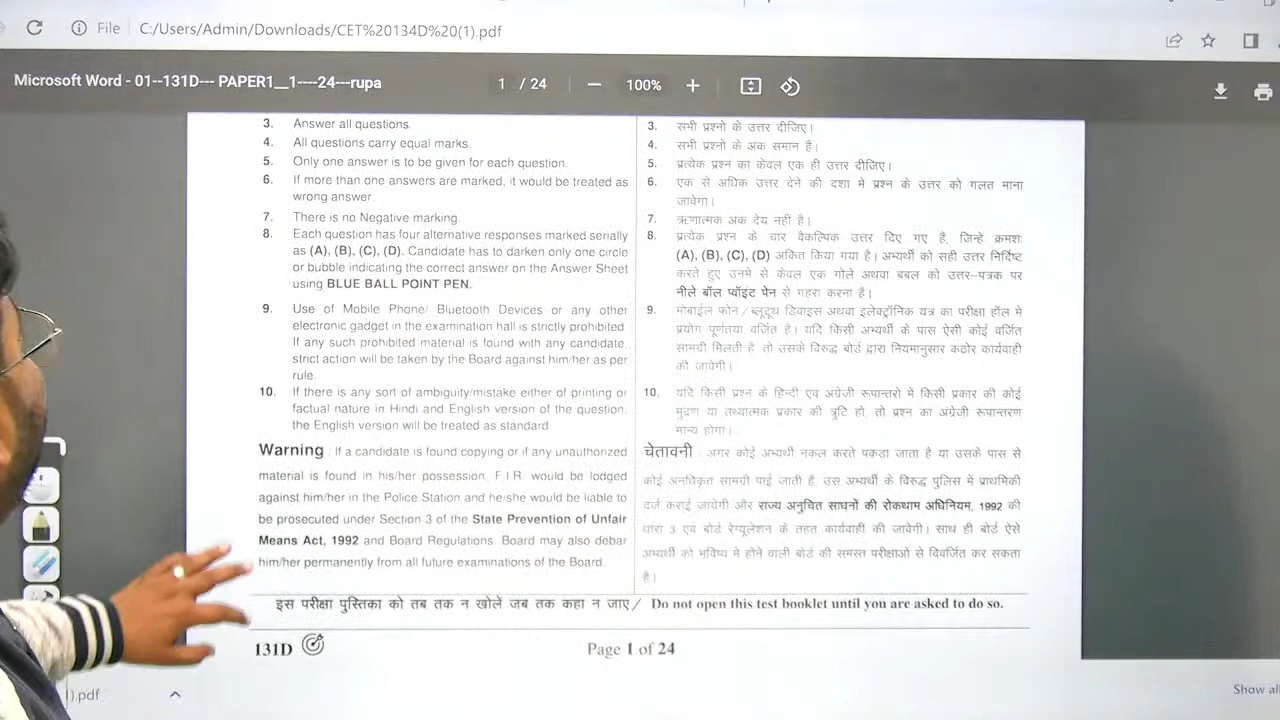 File C:/Users/Admin/Downloads/CET%20134D%20(1).pdf
Microsoft Word - 01--131D--- PAPER1__1----24---rupa
1 / 24
100%
3. Answer all questions.
4. All questions carry equal marks.
5. Only one answer is to be given for each question.
6. If more than one answers are marked, it would be treated as
wrong answer.
7. There is no Negative marking.
8. Each question has four alternative responses marked serially
as (A), (B), (C), (D). Candidate has to darken only one circle
or bubble indicating the correct answer on the Answer Sheet
using BLUE BALL POINT PEN.
9. Use of Mobile Phone/ Bluetooth Devices or any other
electronic gadget in the examination hall is strictly prohibited.
If any such prohibited material is found with any candidate,
strict action will be taken by the Board against him/her as per
rule.
10. If there is any sort of ambiguity/mistake either of printing or
factual nature in Hindi and English version of the question,
the English version will be treated as standard
Warning : If a candidate is found copying or if any unauthorized
material is found in his/her possession, F.I.R. would be lodged
against him/her in the Police Station and he/she would be liable to
be prosecuted under Section 3 of the State Prevention of Unfair
Means Act, 1992 and Board Regulations. Board may also debar
him/her permanently from all future examinations of the Board.
3. सभी प्रश्नों के उत्तर दीजिए।
4. सभी प्रश्नों के अंक समान हैं।
5. प्रत्येक प्रश्न का केवल एक ही उत्तर दीजिए।
6. एक से अधिक उत्तर देने की दशा में प्रश्न के उत्तर को गलत माना
जावेगा।
7. ऋणात्मक अंक देय नहीं है।
8. प्रत्येक प्रश्न के चार वैकल्पिक उत्तर दिए गए हैं, जिन्हें क्रमशः
(A), (B), (C), (D) अंकित किया गया है। अभ्यर्थी को सही उत्तर निर्दिष्ट
करते हुए उनमें से केवल एक गोले अथवा बबल को उत्तर-पत्रक पर
नीले बॉल प्वॉइंट पेन से गहरा करना है।
9. मोबाईल फोन/ब्लूटूथ डिवाइस अथवा इलेक्ट्रॉनिक यंत्र का परीक्षा हॉल में
प्रयोग पूर्णतया वर्जित है। यदि किसी अभ्यर्थी के पास ऐसी कोई वर्जित
सामग्री मिलती है तो उसके विरुद्ध बोर्ड द्वारा नियमानुसार कठोर कार्यवाही
की जावेगी।
10. यदि किसी प्रश्न के हिन्दी एवं अंग्रेजी रूपान्तरों में किसी प्रकार की कोई
मुद्रण या तथ्यात्मक प्रकार की त्रुटि हो, तो प्रश्न का अंग्रेजी रूपान्तरण
मान्य होगा।
चेतावनी : अगर कोई अभ्यर्थी नकल करते पकड़ा जाता है या उसके पास से
कोई अनधिकृत सामग्री पाई जाती है, उस अभ्यर्थी के विरुद्ध पुलिस में प्राथमिकी
दर्ज कराई जायेगी और राज्य अनुचित साधनों की रोकथाम अधिनियम, 1992 की
धारा 3 एवं बोर्ड रेग्यूलेशन के तहत कार्यवाही की जावेगी। साथ ही बोर्ड ऐसे
अभ्यर्थी को भविष्य में होने वाली बोर्ड की समस्त परीक्षाओं से विवर्जित कर सकता
है।
इस परीक्षा पुस्तिका को तब तक न खोलें जब तक कहा न जाए/ Do not open this test booklet until you are asked to do so.
131D Page 1 of 24
).pdf